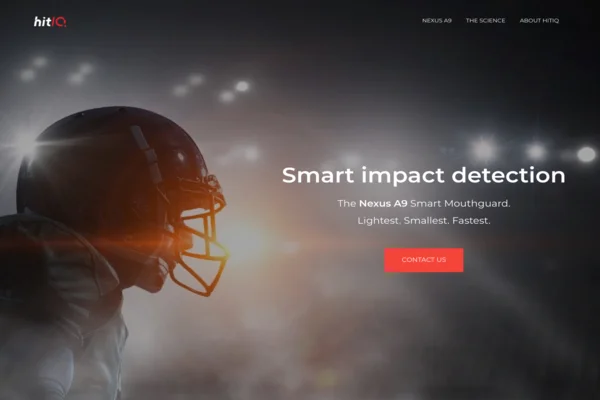 hitIQ
NEXUS A9
THE SCIENCE
ABOUT HITIQ
Smart impact detection
The Nexus A9 Smart Mouthguard.
Lightest. Smallest. Fastest.
CONTACT US